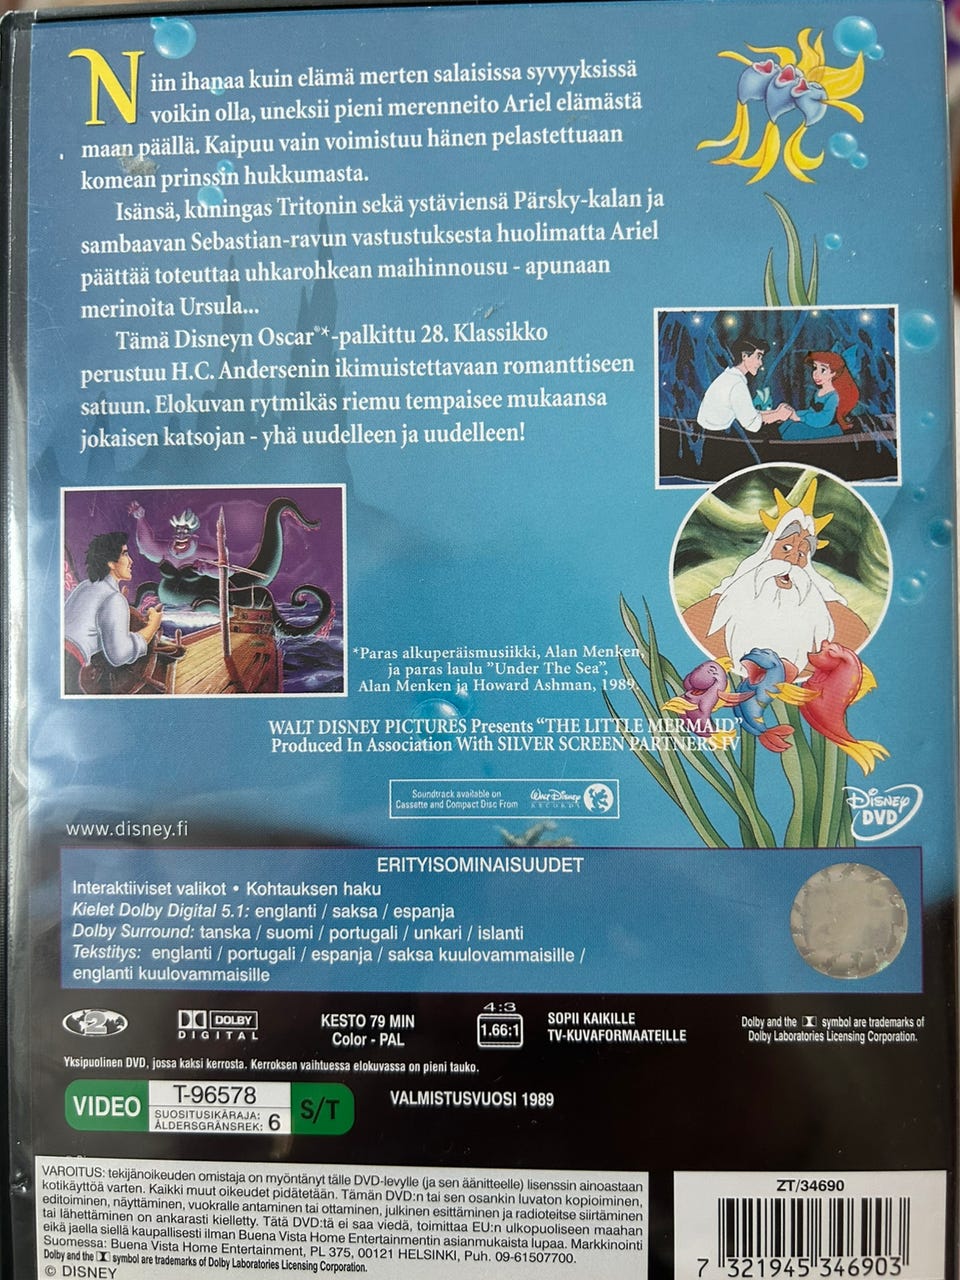 Niin ihanaa kuin elämä merten salaisissa syvyyksissä
voikin olla, uneksii pieni merenneito Ariel elämästä
maan päällä. Kaipuu vain voimistuu hänen pelastettuaan
komean prinssin hukkumasta.
Isänsä, kuningas Tritonin sekä ystäviensä Pärsky-kalan ja
sambaavan Sebastian-ravun vastustuksesta huolimatta Ariel
päättää toteuttaa uhkarohkean maihinnousu - apunaan
merinoita Ursula...
Tämä Disneyn Oscar®*-palkittu 28. Klassikko
perustuu H.C. Andersenin ikimuistettavaan romanttiseen
satuun. Elokuvan rytmikäs riemu tempaisee mukaansa
jokaisen katsojan - yhä uudelleen ja uudelleen!
*Paras alkuperäismusiikki, Alan Menken,
ja paras laulu "Under The Sea",
Alan Menken ja Howard Ashman, 1989.
WALT DISNEY PICTURES Presents "THE LITTLE MERMAID"
Produced In Association With SILVER SCREEN PARTNERS IV
Soundtrack available on
Cassette and Compact Disc From
Walt Disney
RECORDS
www.disney.fi
DISNEY
DVD
ERITYISOMINAISUUDET
Interaktiiviset valikot • Kohtauksen haku
Kielet Dolby Digital 5.1: englanti / saksa / espanja
Dolby Surround: tanska / suomi / portugali / unkari / islanti
Tekstitys: englanti / portugali / espanja / saksa kuulovammaisille /
englanti kuulovammaisille
2
DOLBY
DIGITAL
KESTO 79 MIN
Color - PAL
4:3
1.66:1
SOPII KAIKILLE
TV-KUVAFORMAATEILLE
Dolby and the symbol are trademarks of
Dolby Laboratories Licensing Corporation.
Yksipuolinen DVD, jossa kaksi kerrosta. Kerroksen vaihtuessa elokuvassa on pieni tauko.
VIDEO
T-96578
SUOSITUSIKÄRAJA:
ÅLDERSGRÄNSREK: 6
S/T
VALMISTUSVUOSI 1989
VAROITUS: tekijänoikeuden omistaja on myöntänyt tälle DVD-levylle (ja sen äänitteelle) lisenssin ainoastaan
kotikäyttöä varten. Kaikki muut oikeudet pidätetään. Tämän DVD:n tai sen osankin luvaton kopioiminen,
editoiminen, näyttäminen, vuokralle antaminen tai ottaminen, julkinen esittäminen ja radioteitse siirtäminen
tai lähettäminen on ankarasti kielletty. Tätä DVD:tä ei saa viedä, toimittaa EU:n ulkopuoliseen maahan
eikä jaella siellä kaupallisesti ilman Buena Vista Home Entertainmentin asianmukaista lupaa. Markkinointi
Suomessa: Buena Vista Home Entertainment, PL 375, 00121 HELSINKI, Puh. 09-61507700.
Dolby and the symbol are trademarks of Dolby Laboratories Licensing Corporation.
© DISNEY
ZT/34690
7 321945 346903